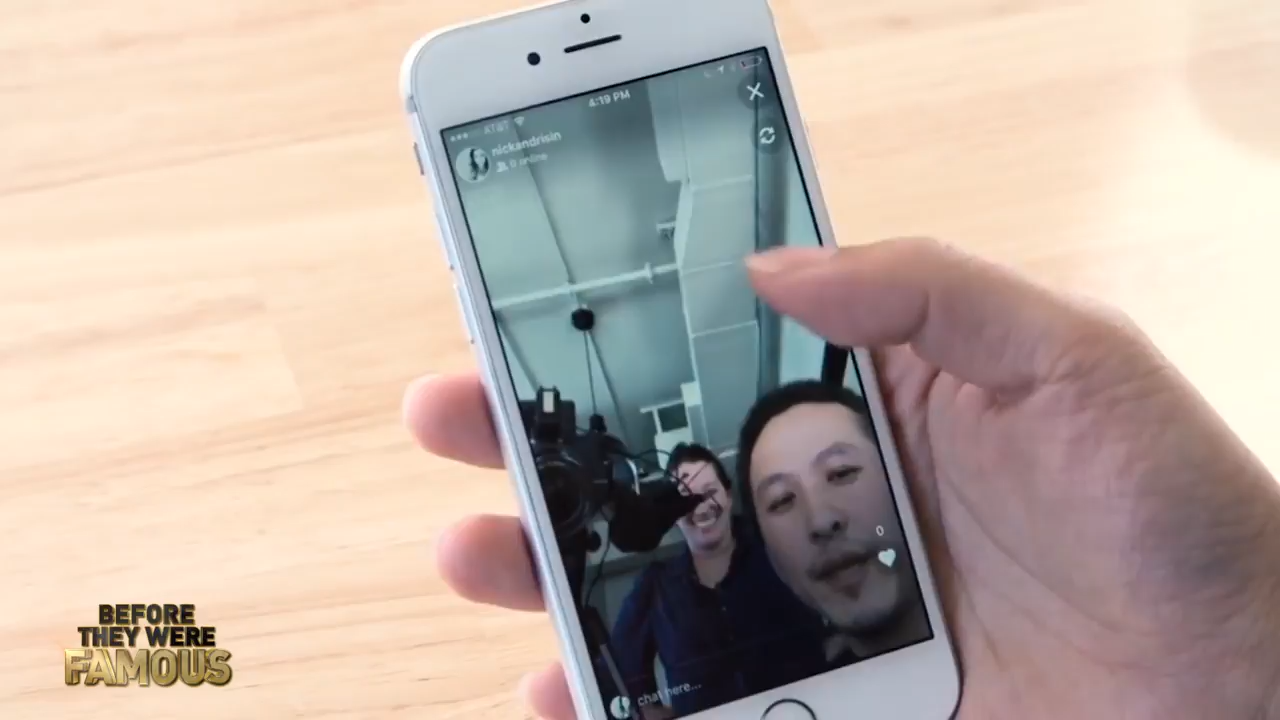 4:19 PM
AT&T
nickandrisin
0 online
0
chat here...
BEFORE
THEY WERE
FAMOUS